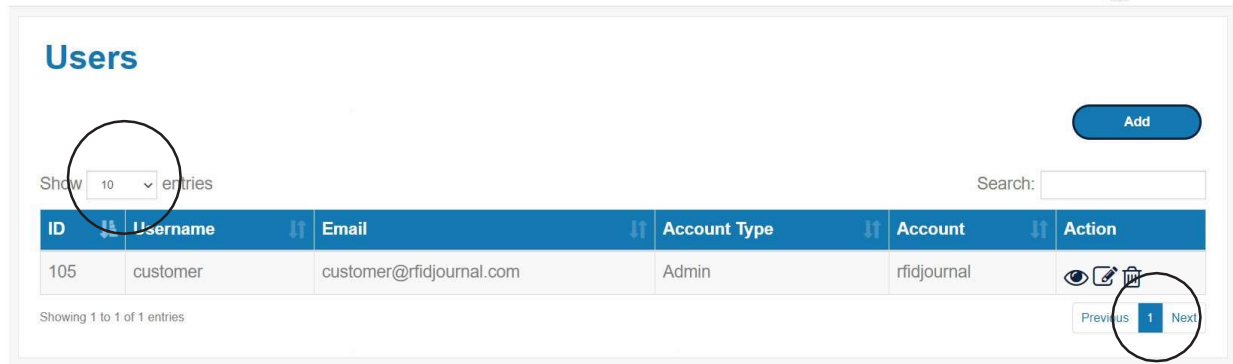 Users
Add
Show 10 entries Search:
ID Username Email Account Type Account Action
105 customer customer@rfidjournal.com Admin rfidjournal
Showing 1 to 1 of 1 entries Previous 1 Next